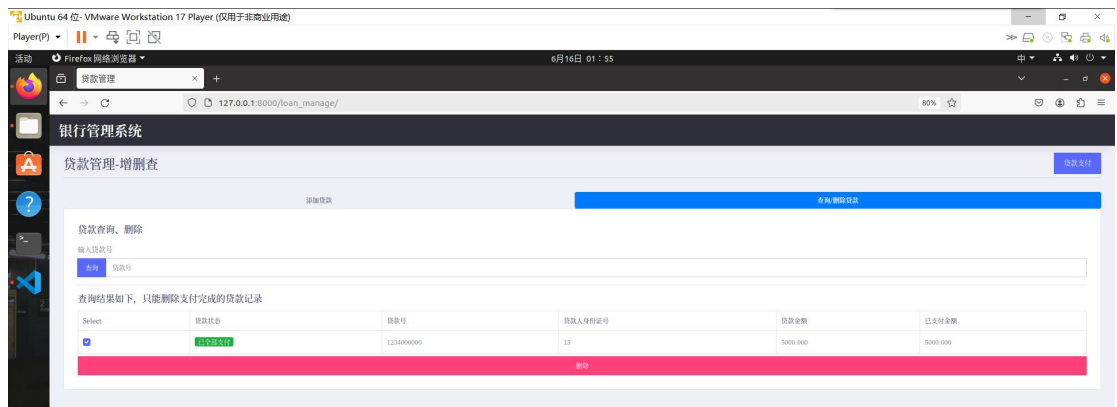 Ubuntu 64 位- VMware Workstation 17 Player (仅用于非商业用途)
Player(P)
活动 Firefox 网络浏览器 6月16日 01：55 中
贷款管理
127.0.0.1:8000/loan_manage/ 80%
银行管理系统
贷款管理-增删查 贷款支付
添加贷款 查询/删除贷款
贷款查询、删除
输入贷款号
查询 贷款号
查询结果如下，只能删除支付完成的贷款记录
Select 贷款状态 贷款号 贷款人身份证号 贷款金额 已支付金额
已全部支付 1234000000 15 5000.000 5000.000
删除